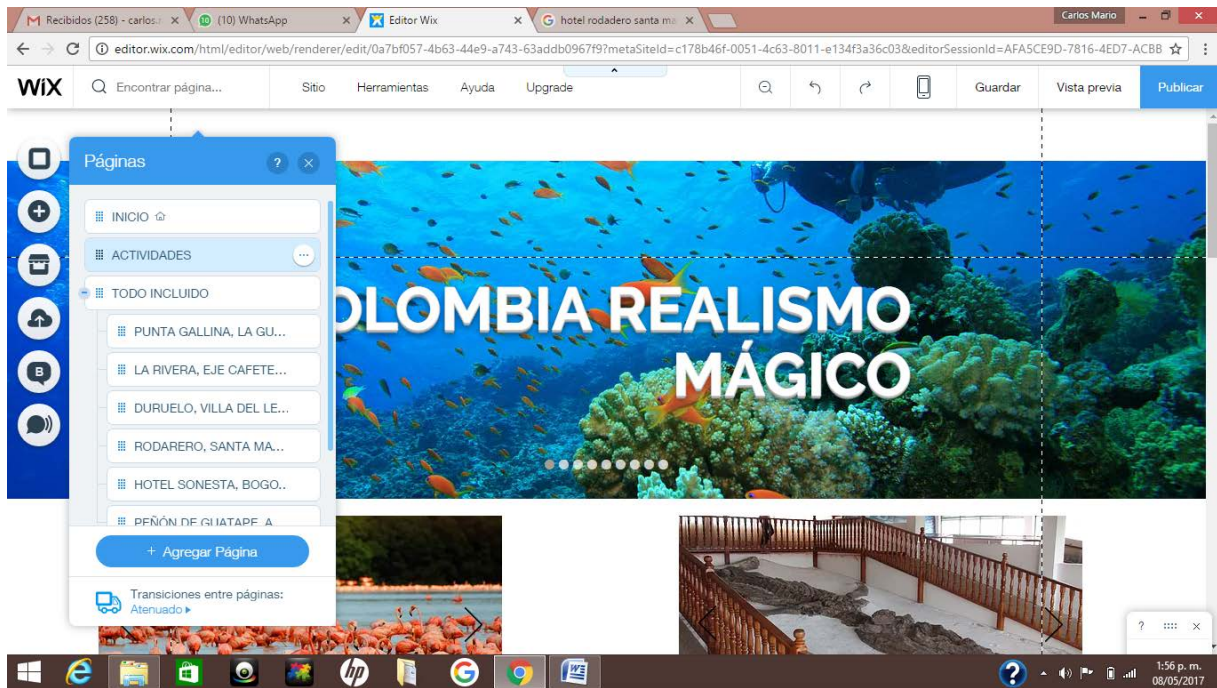 Recibidos (258) - carlos.
(10) WhatsApp
Editor Wix
hotel rodadero santa ma
Carlos Mario
editor.wix.com/html/editor/web/renderer/edit/0a7bf057-4b63-44e9-a743-63addb0967f9?metaSiteId=c178b46f-0051-4c63-8011-e134f3a36c03&editorSessionId=AFA5CE9D-7816-4ED7-ACBB
WiX
Encontrar página...
Sitio
Herramientas
Ayuda
Upgrade
Guardar
Vista previa
Publicar
Páginas
?
INICIO
ACTIVIDADES
...
TODO INCLUIDO
PUNTA GALLINA, LA GU...
LA RIVERA, EJE CAFETE...
DURUELO, VILLA DEL LE...
RODARERO, SANTA MA...
HOTEL SONESTA, BOGO..
PEÑÓN DE GUATAPE, A
+ Agregar Página
Transiciones entre páginas:
Atenuado
OLOMBIA REALISMO
MÁGICO
?
1:56 p. m.
08/05/2017